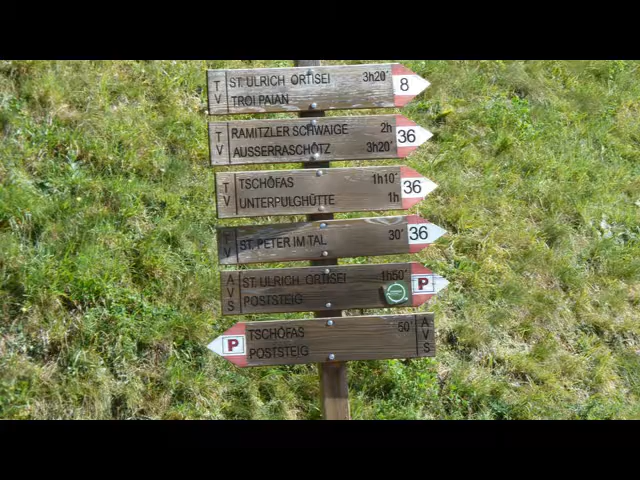 T V ST. ULRICH ORTISEI 3h20' 8
TROI PAIAN
T V RAMITZLER SCHWAIGE 2h 36
AUSSERRASCHÖTZ 3h20'
T V TSCHÖFAS 1h10' 36
UNTERPULGHÜTTE 1h
T V ST. PETER IM TAL 30' 36
A V S ST. ULRICH ORTISEI 1h50' P
POSTSTEIG
P TSCHÖFAS 50' A V S
POSTSTEIG